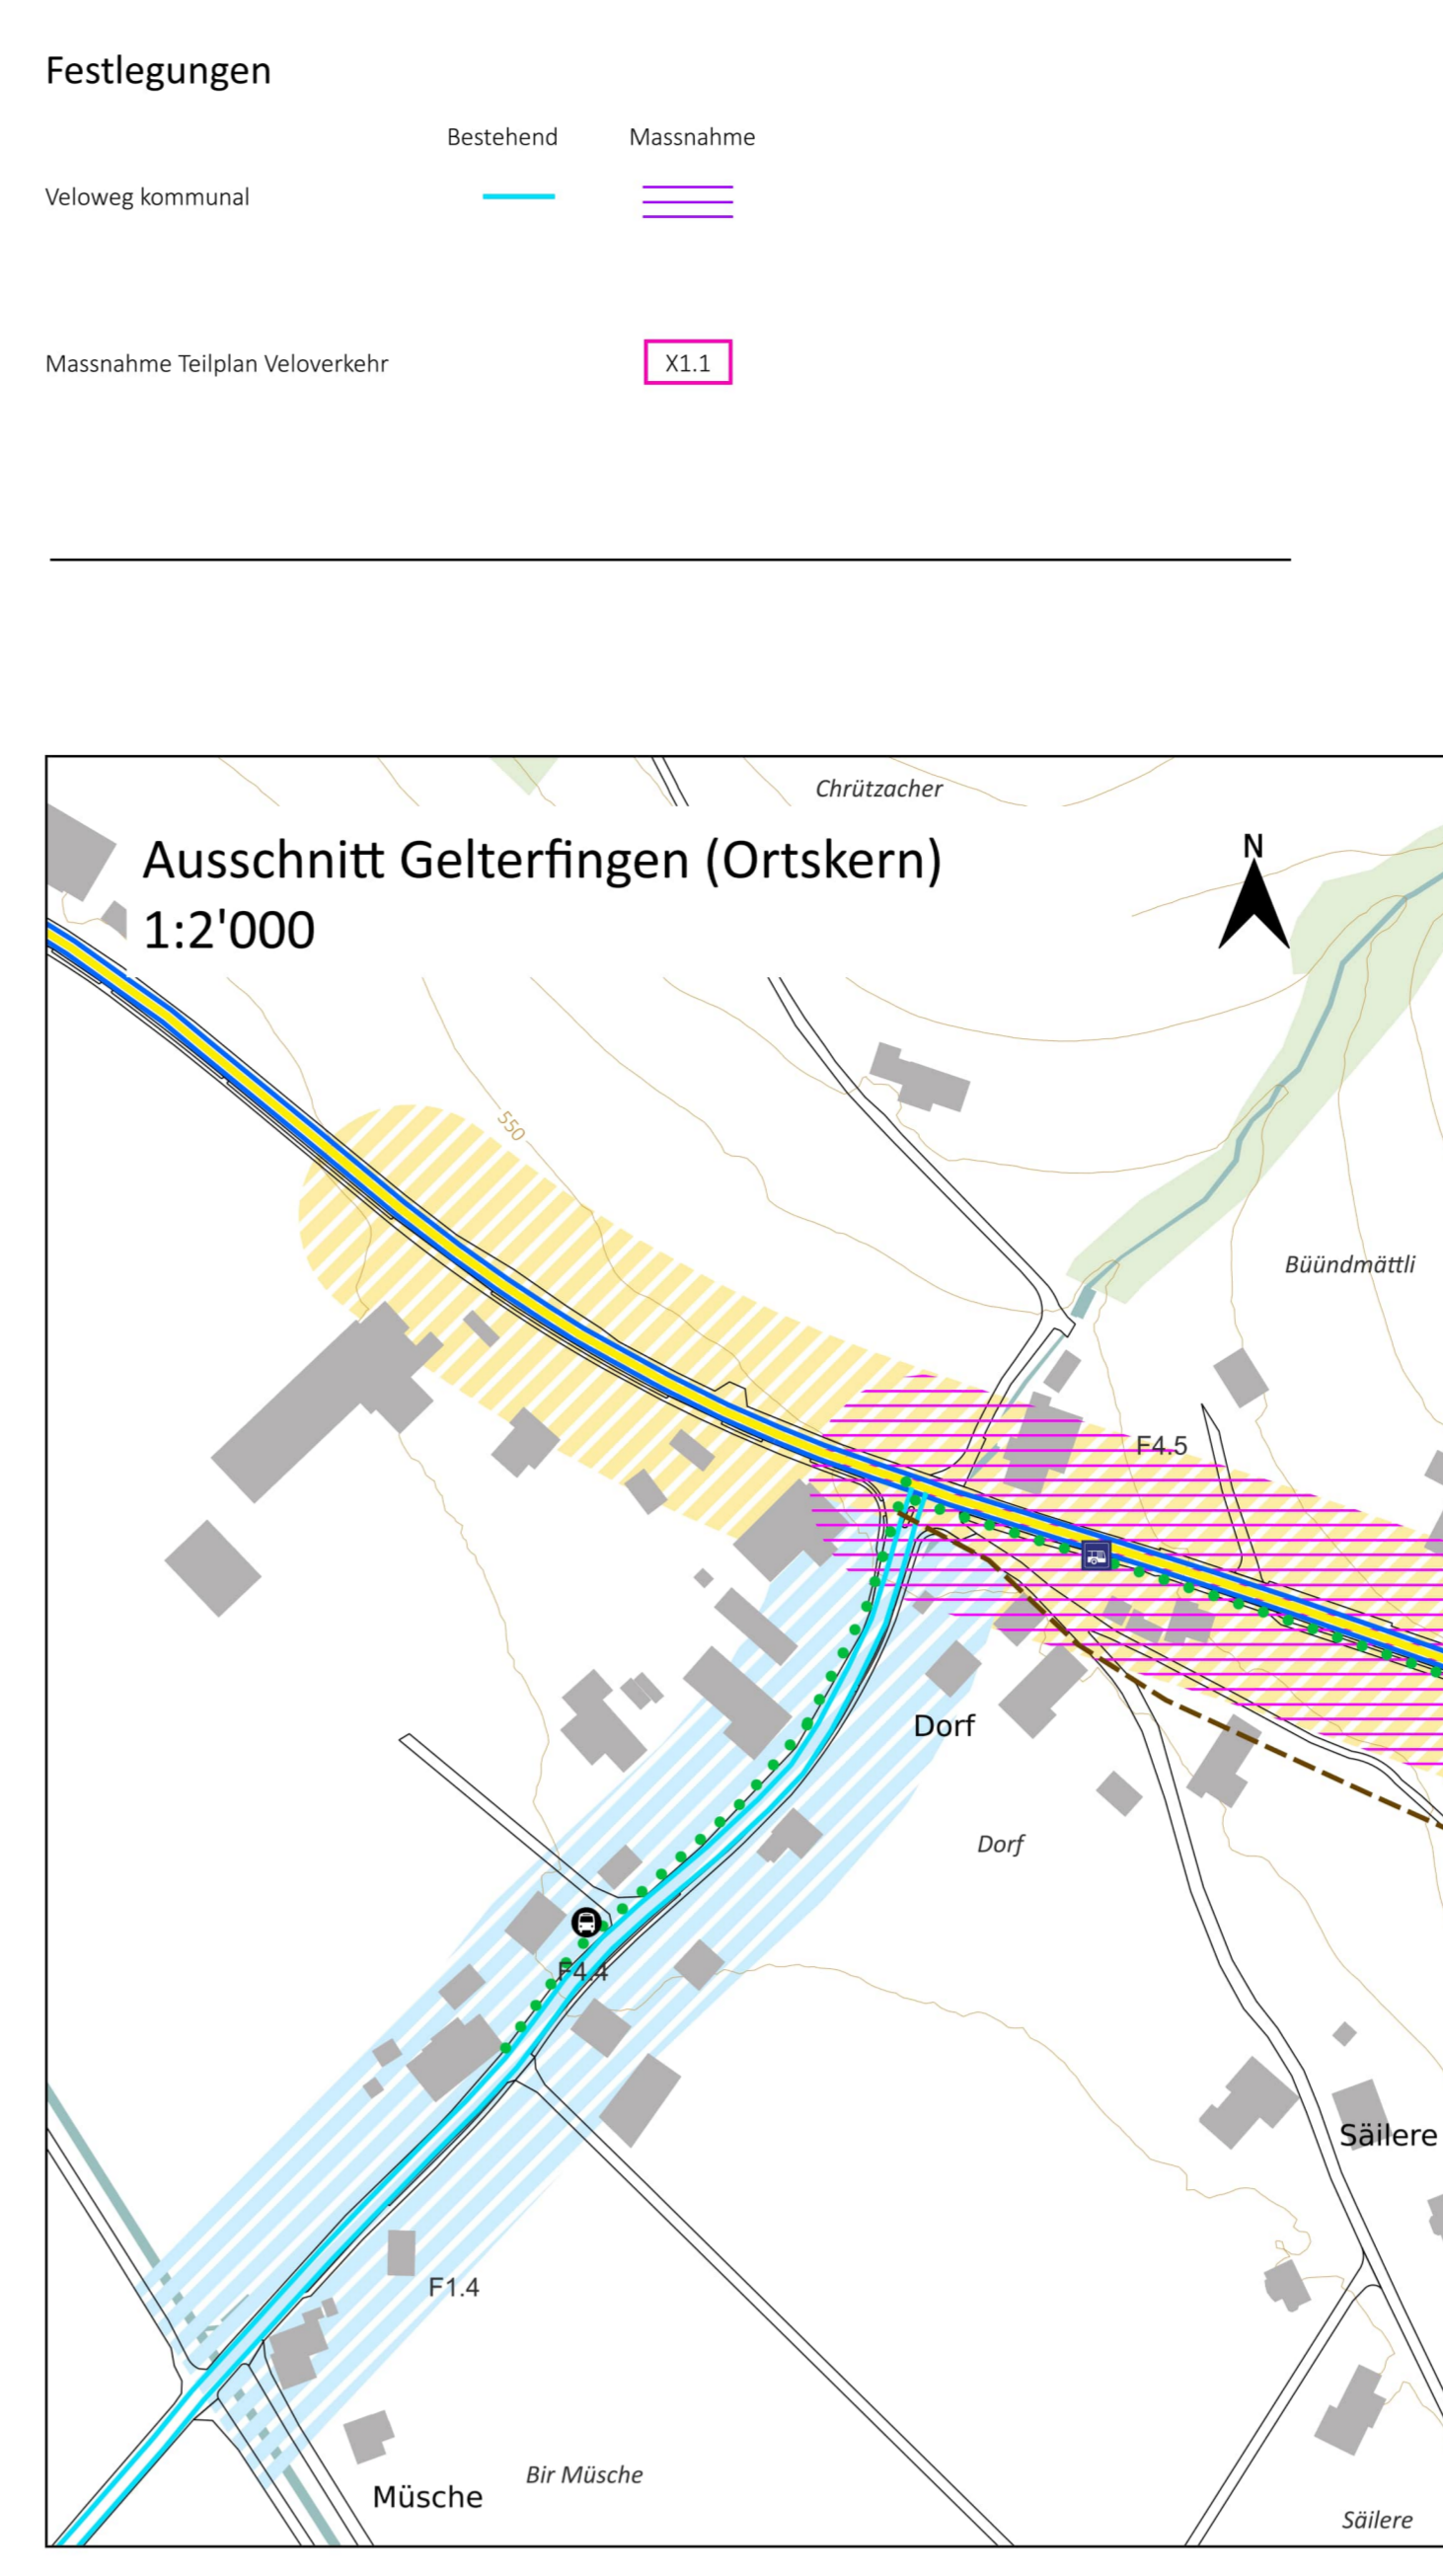 Festlegungen
Bestehend Massnahme
Veloweg kommunal
Massnahme Teilplan Veloverkehr X1.1
Chrützacher
Ausschnitt Gelterfingen (Ortskern)
1:2'000
N
550
Büündmättli
F4.5
Dorf
Dorf
F4.4
Säilere
F1.4
Bir Müsche
Müsche
Säilere